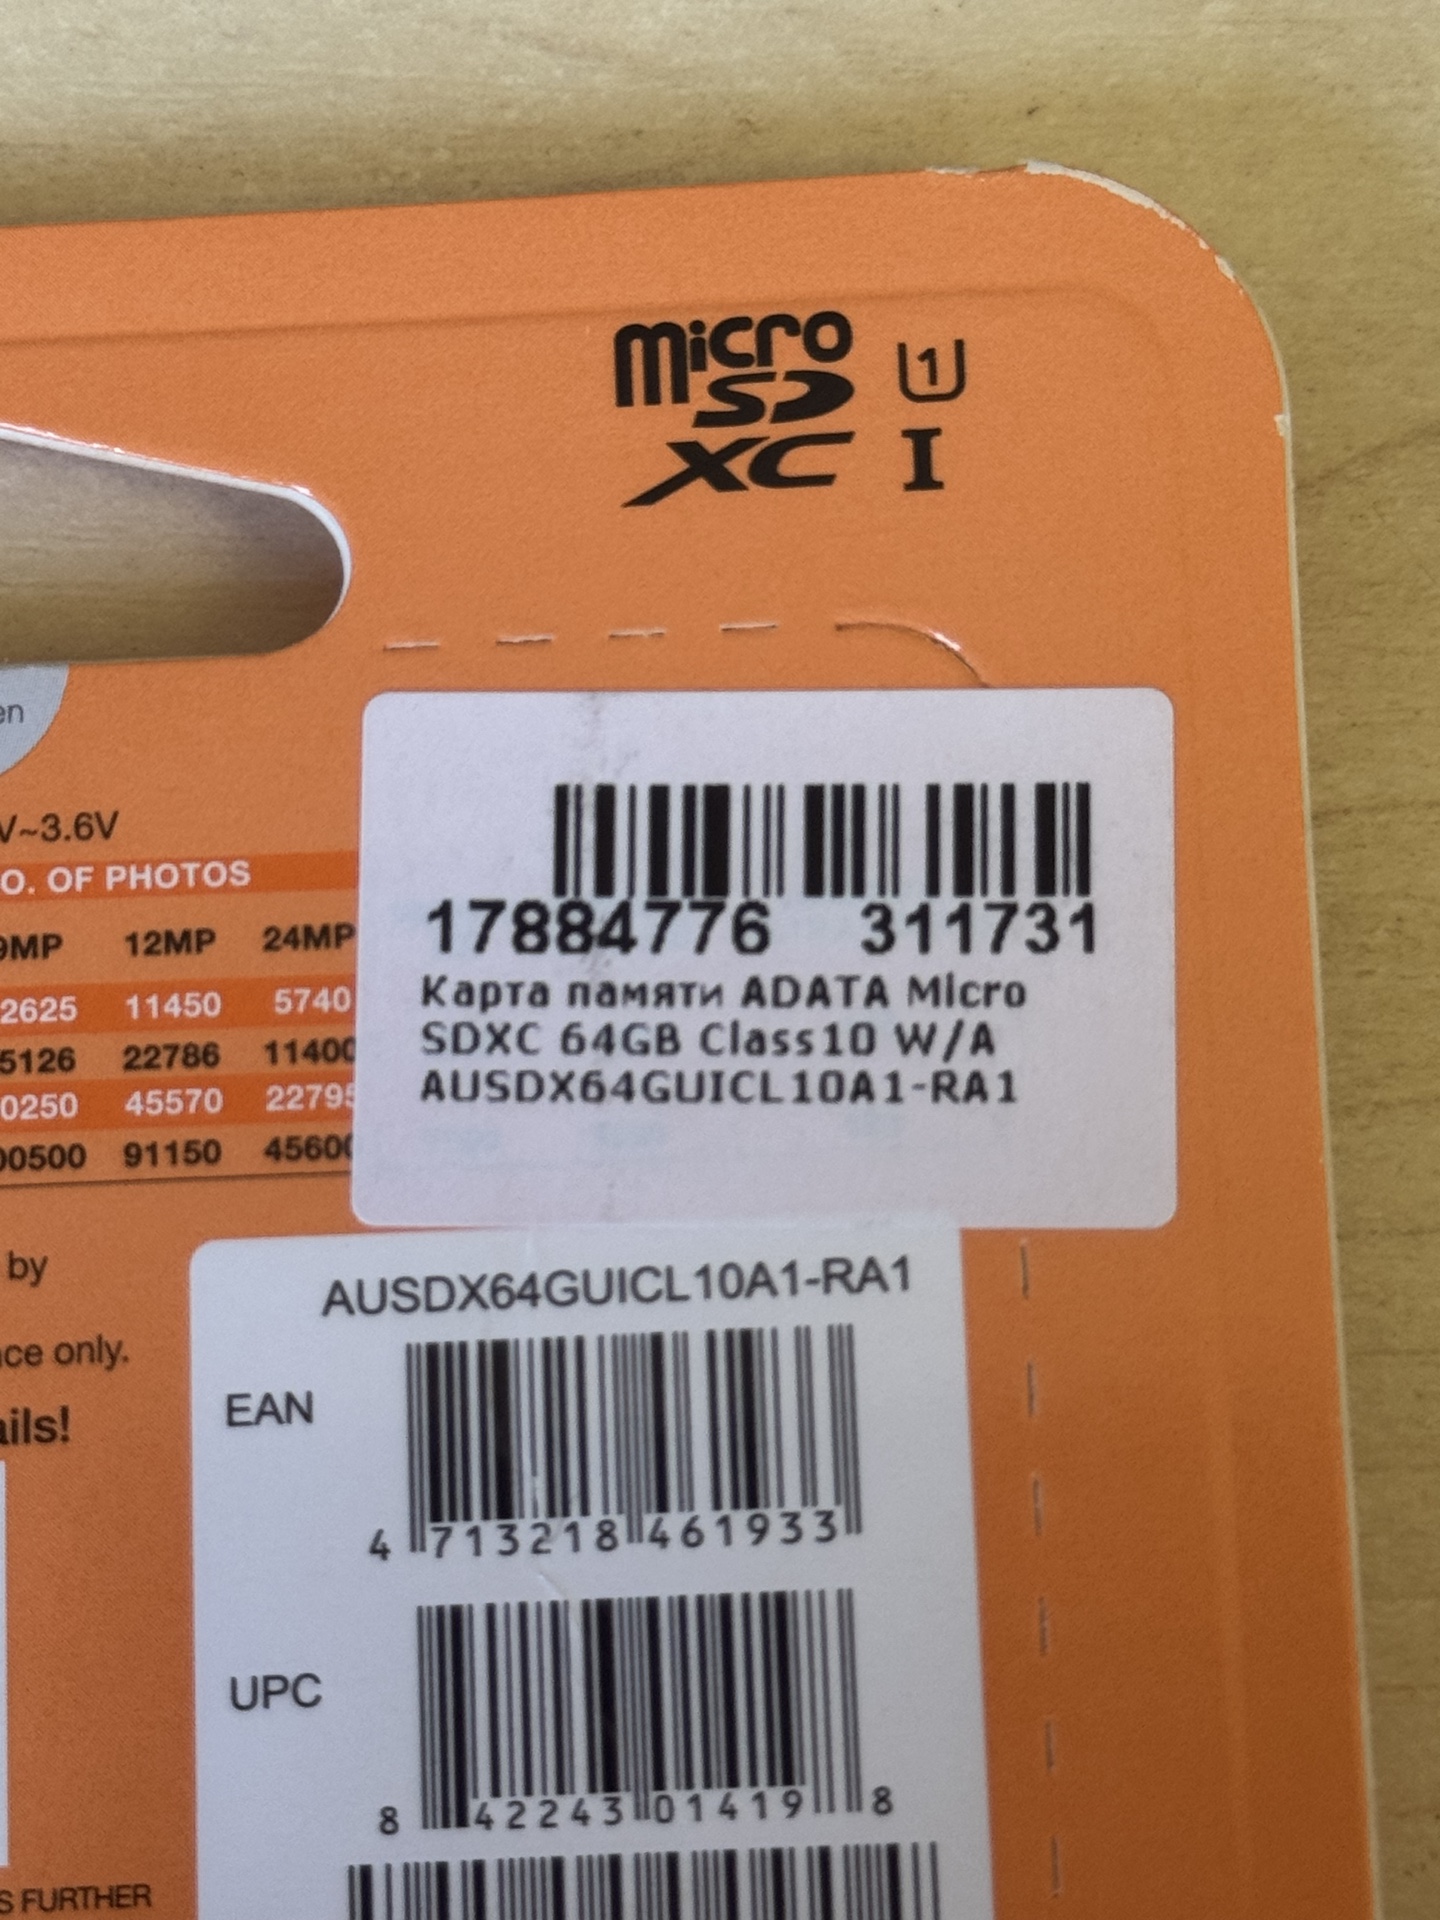 micro
SD
XC
1
I
en
V~3.6V
O. OF PHOTOS
9MP 12MP 24MP
2625 11450 5740
5126 22786 11400
0250 45570 22795
00500 91150 45600
17884776 311731
Карта памяти ADATA Micro
SDXC 64GB Class10 W/A
AUSDX64GUICL10A1-RA1
by
ce only.
ails!
AUSDX64GUICL10A1-RA1
EAN
4 713218 461933
UPC
8 42243 01419 8
S FURTHER